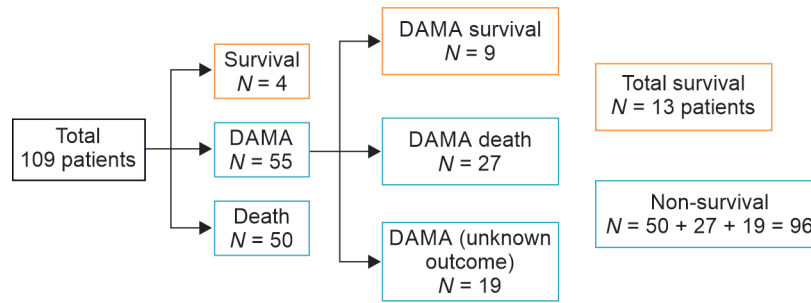 Total
109 patients
Survival
N = 4
DAMA
N = 55
Death
N = 50
DAMA survival
N = 9
DAMA death
N = 27
DAMA (unknown
outcome)
N = 19
Total survival
N = 13 patients
Non-survival
N = 50 + 27 + 19 = 96